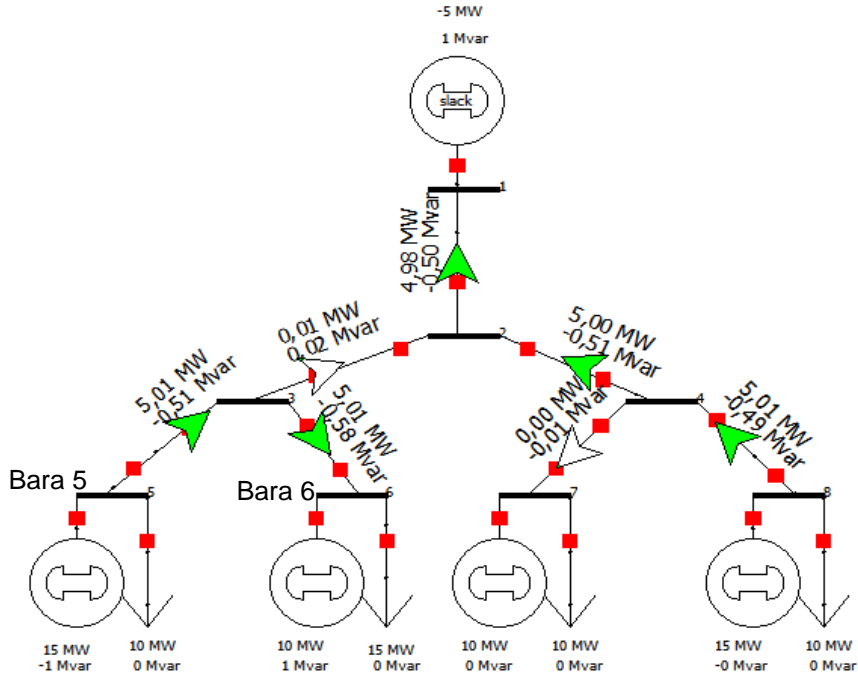 -5 MW
1 Mvar
slack
1
4,98 MW
-0,50 Mvar
2
0,01 MW
0,02 Mvar
5,00 MW
-0,51 Mvar
3
4
5,01 MW
-0,51 Mvar
5,01 MW
-0,58 Mvar
0,00 MW
-0,01 Mvar
5,01 MW
-0,49 Mvar
Bara 5
5
Bara 6
6
7
8
15 MW
-1 Mvar
10 MW
0 Mvar
10 MW
1 Mvar
15 MW
0 Mvar
10 MW
0 Mvar
10 MW
0 Mvar
15 MW
-0 Mvar
10 MW
0 Mvar